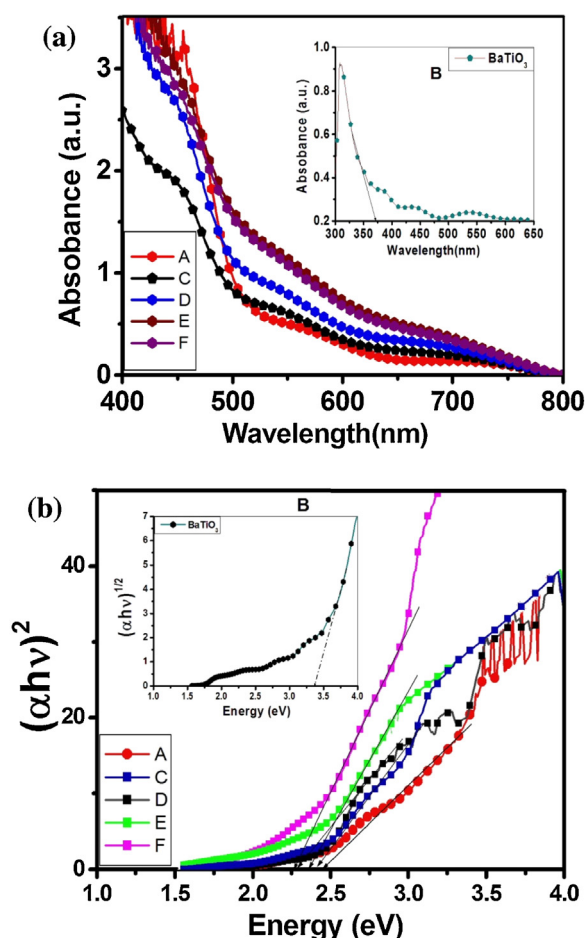 (a)
Absobance (a.u.)
3
2
1
0
400 500 600 700 800
Wavelength(nm)
A
C
D
E
F
B
BaTiO3
Absobance (a.u.)
1.0
0.9
0.8
0.6
0.4
0.2
300 350 400 450 500 550 600 650
Wavelength(nm)
(b)
(αhν)2
40
20
0
1.0 1.5 2.0 2.5 3.0 3.5 4.0
Energy (eV)
A
C
D
E
F
B
BaTiO3
(αhν)1/2
7
6
5
4
3
2
1
0
1.0 1.5 2.0 2.5 3.0 3.5 4.0
Energy (eV)